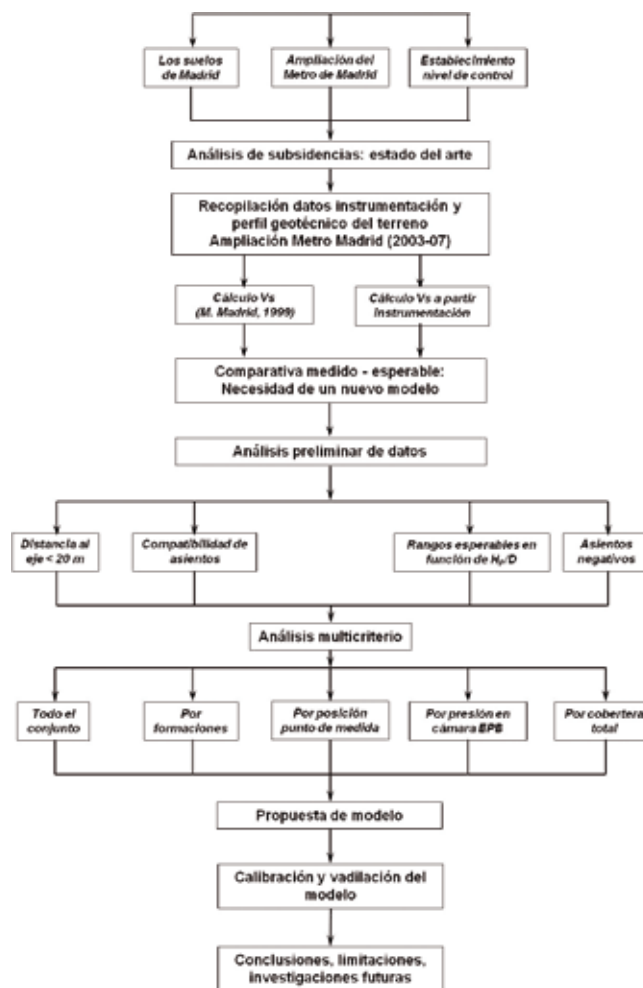 Los suelos
de Madrid
Ampliación del
Metro de Madrid
Establecimiento
nivel de control
Análisis de subsidencias: estado del arte
Recopilación datos instrumentación y
perfil geotécnico del terreno
Ampliación Metro Madrid (2003-07)
Cálculo Vs
(M. Madrid, 1999)
Cálculo Vs a partir
instrumentación
Comparativa medido - esperable:
Necesidad de un nuevo modelo
Análisis preliminar de datos
Distancia al
eje < 20 m
Compatibilidad de
asientos
Rangos esperables en
función de Hₚ/D
Asientos
negativos
Análisis multicriterio
Todo el
conjunto
Por
formaciones
Por posición
punto de medida
Por presión en
cámara EPB
Por cobertera
total
Propuesta de modelo
Calibración y vadilación del
modelo
Conclusiones, limitaciones,
investigaciones futuras